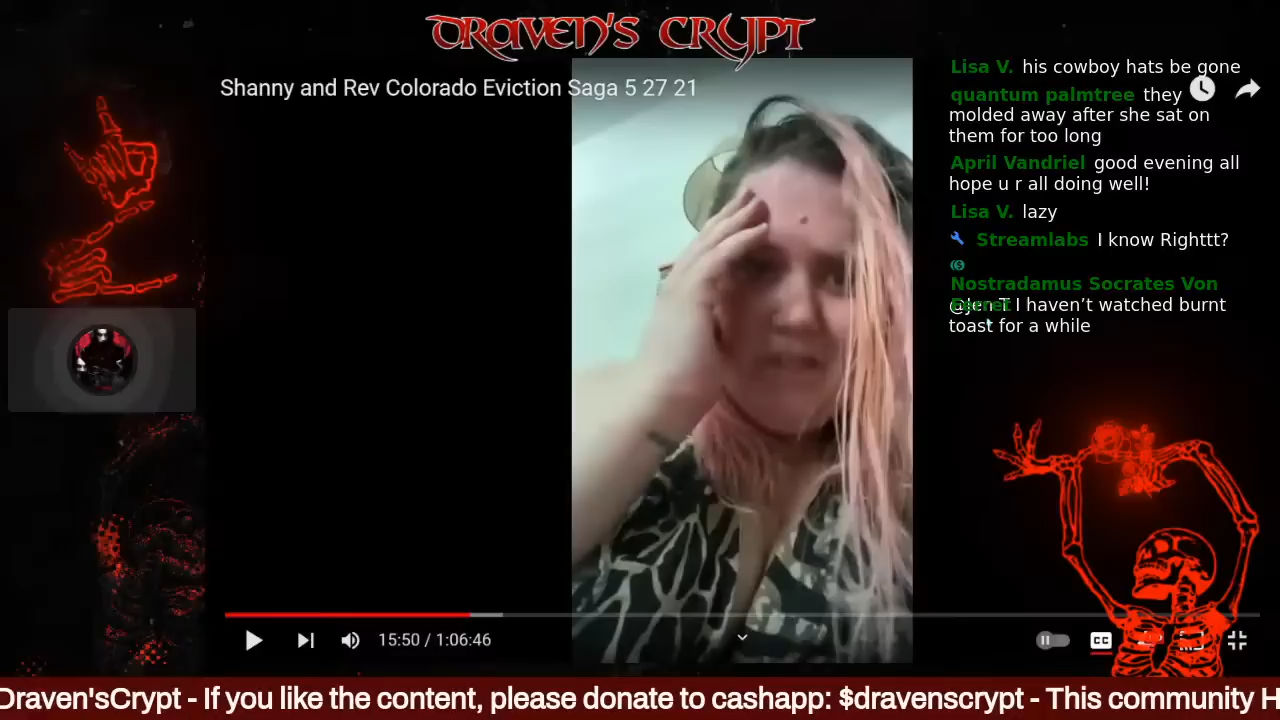 DRAVEN'S CRYPT
Shanny and Rev Colorado Eviction Saga 5 27 21
Lisa V. his cowboy hats be gone
quantum palmtree they
molded away after she sat on
them for too long
April Vandriel good evening all
hope u r all doing well!
Lisa V. lazy
Streamlabs I know Righttt?
Nostradamus Socrates Von
Ferret
@jen T I haven’t watched burnt
toast for a while
15:50 / 1:06:46
CC
Draven'sCrypt - If you like the content, please donate to cashapp: $dravenscrypt - This community H